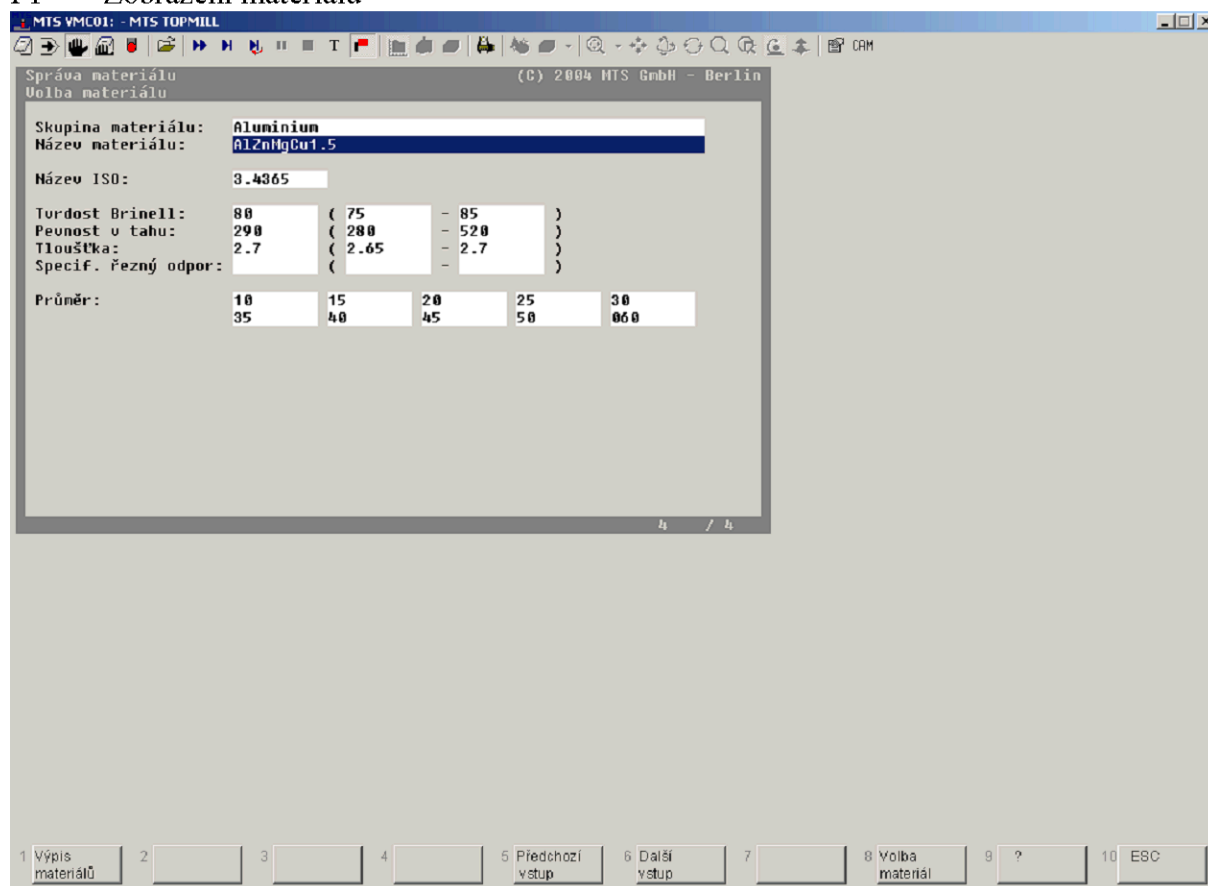 MTS VMC01: - MTS TOPMILL
T CAM
Správa materiálu (C) 2004 MTS GmbH - Berlin
Volba materiálu
Skupina materiálu: Aluminium
Název materiálu: AlZnMgCu1.5
Název ISO: 3.4365
Tvrdost Brinell: 80 ( 75 - 85 )
Pevnost v tahu: 290 ( 280 - 520 )
Tloušťka: 2.7 ( 2.65 - 2.7 )
Specif. řezný odpor: ( - )
Průměr: 10 15 20 25 30
35 40 45 50 060
4 / 4
1 Výpis materiálů 2 3 4 5 Předchozí vstup 6 Další vstup 7 8 Volba materiál 9 ? 10 ESC